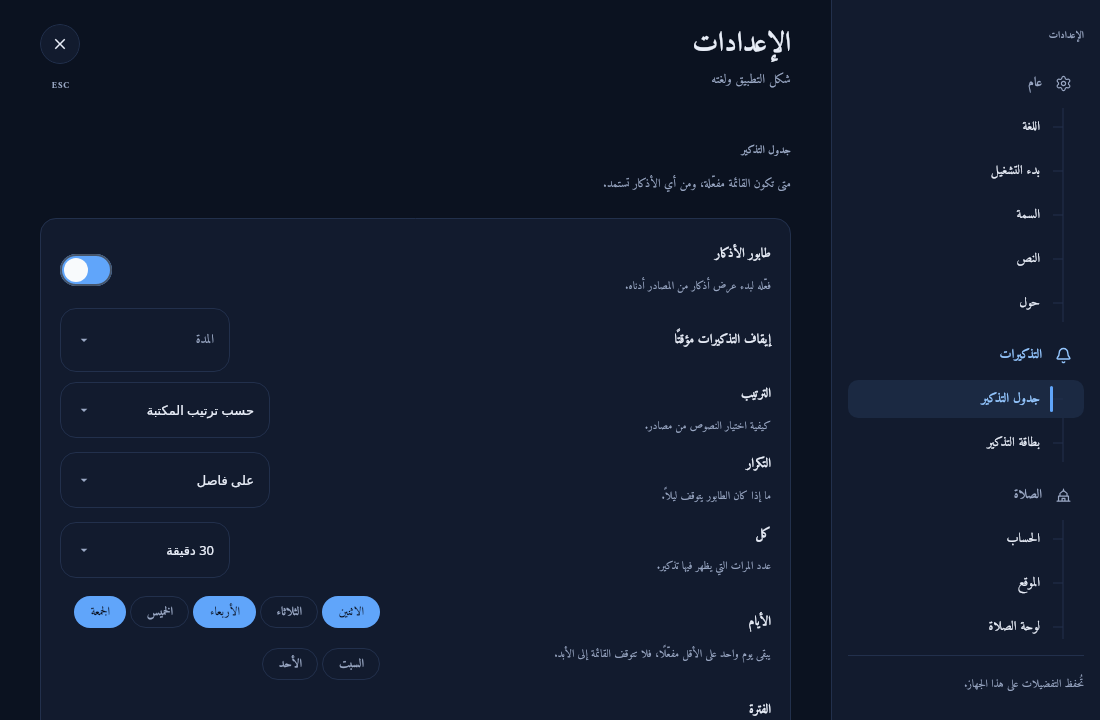 الإعدادات
عام
اللغة
بدء التشغيل
السمة
النص
حول
التذكيرات
جدول التذكير
بطاقة التذكير
الصلاة
الحساب
الموقع
لوحة الصلاة
تُحفظ التفضيلات على هذا الجهاز.
الإعدادات
شكل التطبيق ولغته
ESC
جدول التذكير
متى تكون القائمة مفعّلة، ومن أي الأذكار تستمد.
طابور الأذكار
فعّله لبدء عرض أذكار من المصادر أدناه.
إيقاف التذكيرات مؤقتًا
المدة
الترتيب
كيفية اختيار النصوص من مصادر.
حسب ترتيب المكتبة
التكرار
ما إذا كان الطابور يتوقف ليلاً.
على فاصل
كل
عدد المرات التي يظهر فيها تذكير.
30 دقيقة
الأيام
يبقى يوم واحد على الأقل مفعّلًا، فلا تتوقف القائمة إلى الأبد.
الاثنين الثلاثاء الأربعاء الخميس الجمعة
السبت الأحد
الفترة